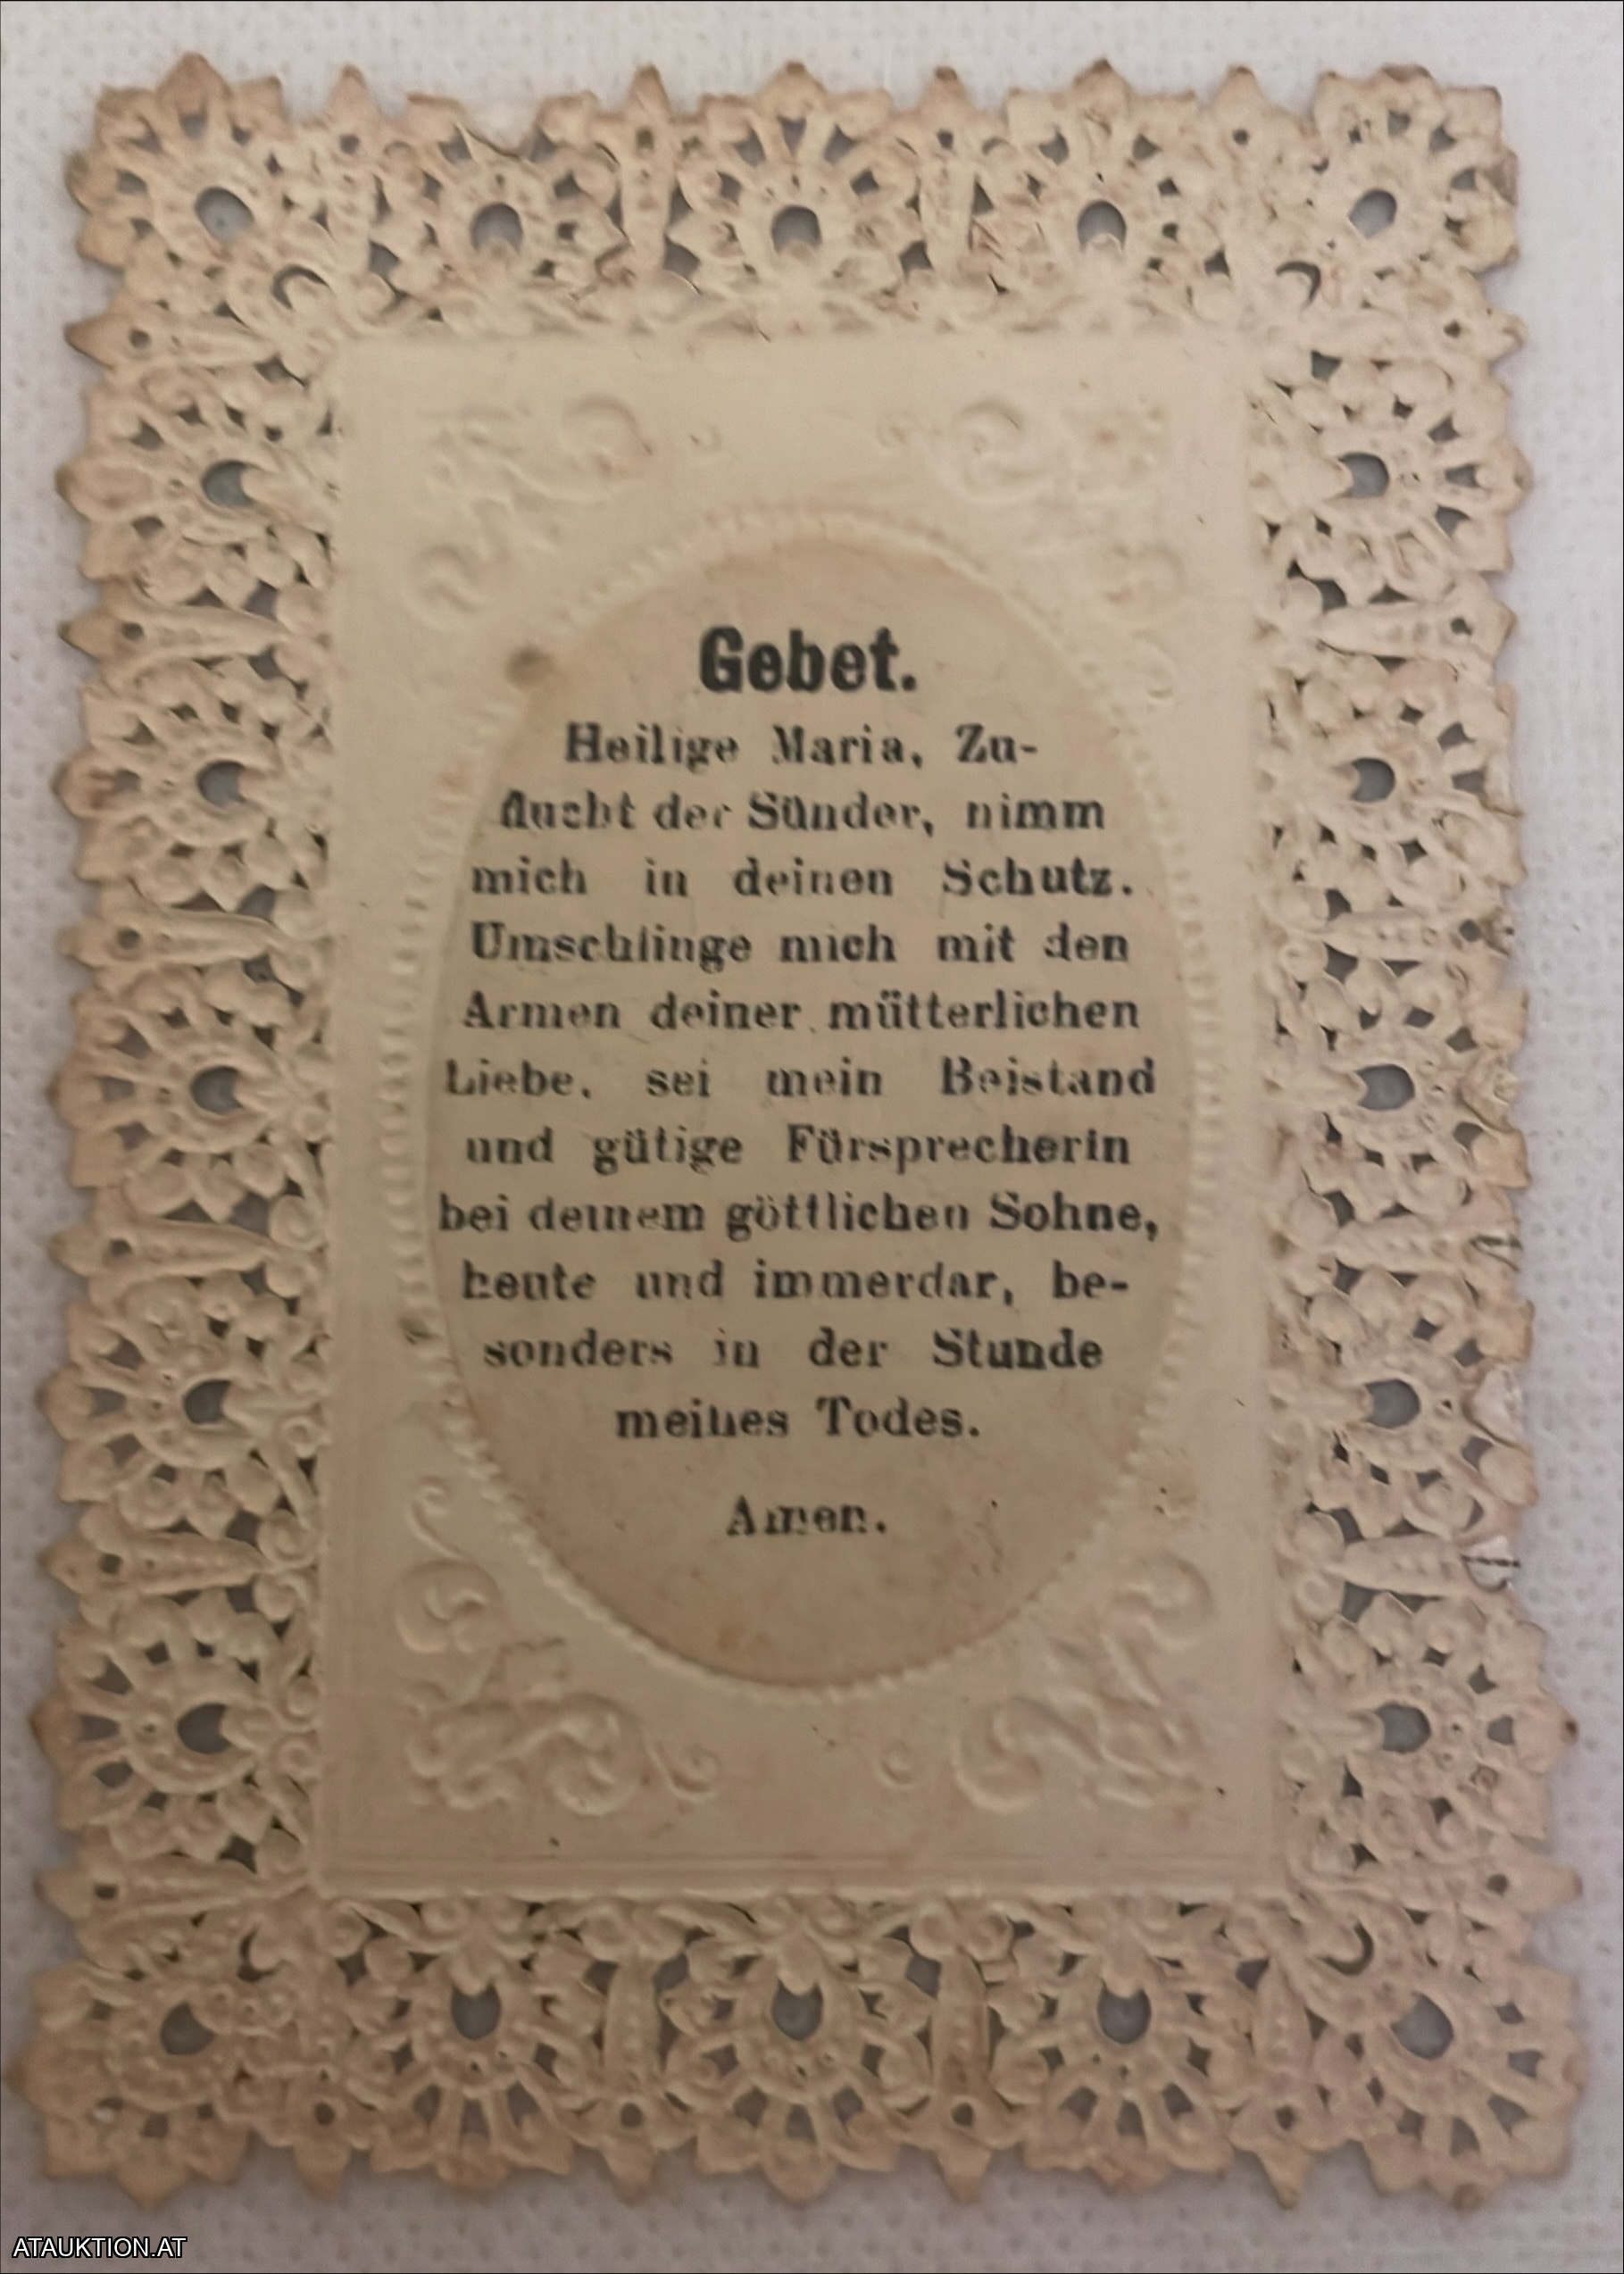 Gebet.
Heilige Maria, Zu-
flucht der Sünder, nimm
mich in deinen Schutz.
Umschlinge mich mit den
Armen deiner mütterlichen
Liebe, sei mein Beistand
und gütige Fürsprecherin
bei deinem göttlichen Sohne,
heute und immerdar, be-
sonders in der Stunde
meines Todes.
Amen.
ATAUKTION.AT